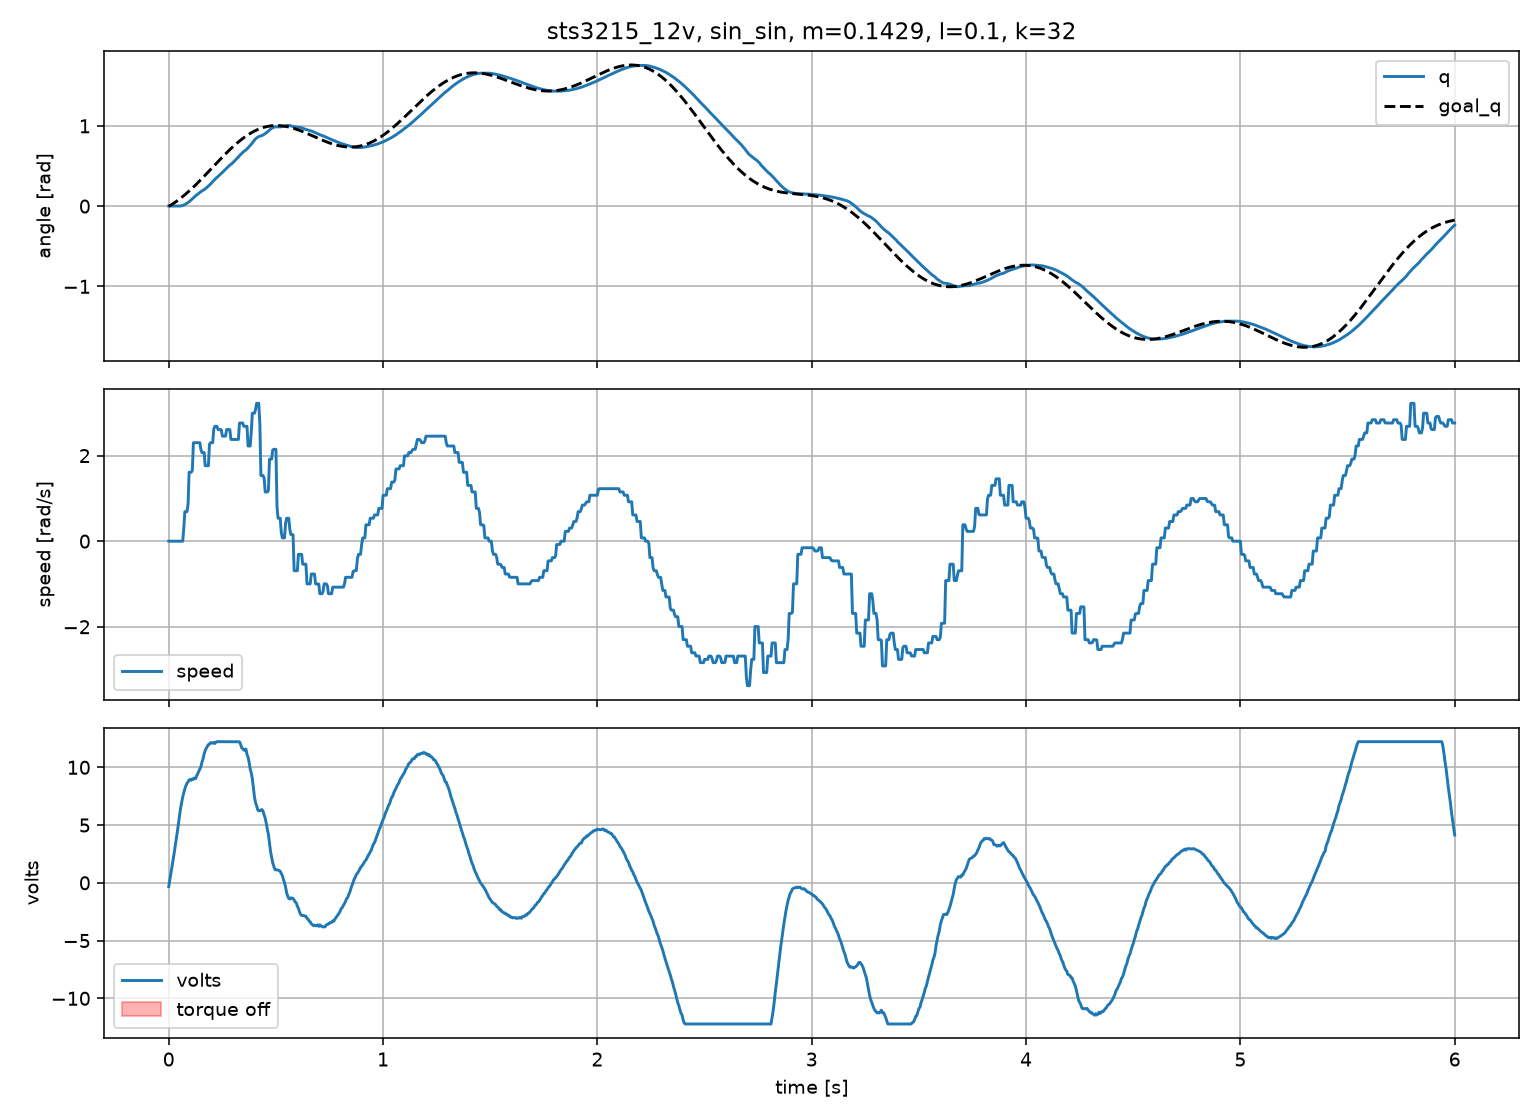 sts3215_12v, sin_sin, m=0.1429, l=0.1, k=32
angle [rad]
1
0
−1
q
goal_q
speed [rad/s]
2
0
−2
speed
volts
10
5
0
−5
−10
volts
torque off
0 1 2 3 4 5 6
time [s]